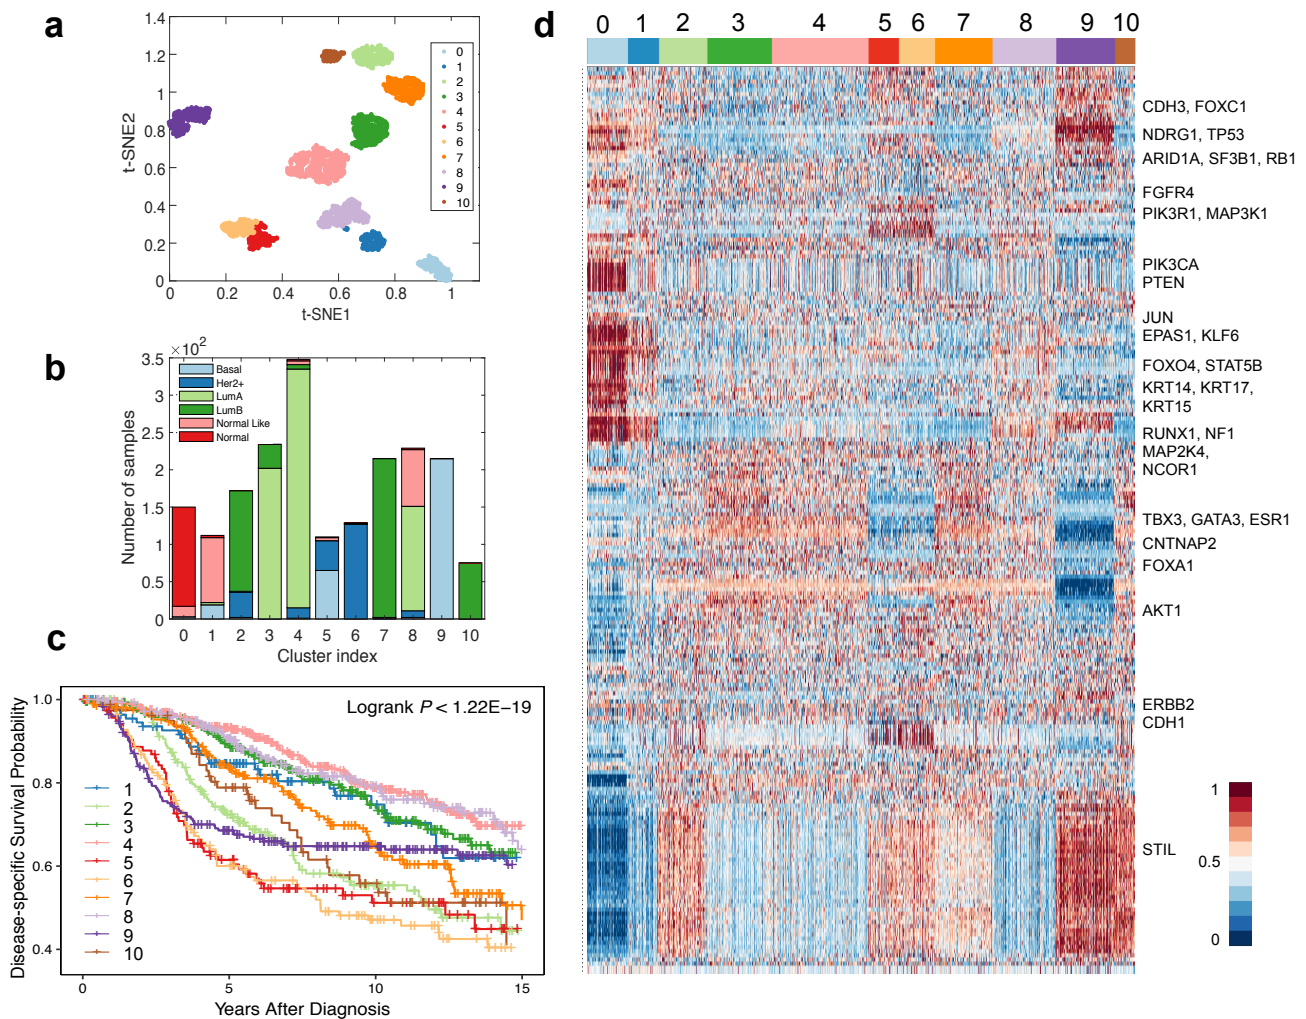 a
1.4
1.2
1
0.8
0.6
0.4
0.2
0
t-SNE2
0
0.2
0.4
0.6
0.8
1
t-SNE1
0
1
2
3
4
5
6
7
8
9
10
b
×10²
3.5
3
2.5
2
1.5
1
0.5
0
Number of samples
Basal
Her2+
LumA
LumB
Normal Like
Normal
0 1 2 3 4 5 6 7 8 9 10
Cluster index
c
1.0
0.8
0.6
0.4
Disease-specific Survival Probability
Logrank P < 1.22E−19
1
2
3
4
5
6
7
8
9
10
0 5 10 15
Years After Diagnosis
d
0 1 2 3 4 5 6 7 8 9 10
CDH3, FOXC1
NDRG1, TP53
ARID1A, SF3B1, RB1
FGFR4
PIK3R1, MAP3K1
PIK3CA
PTEN
JUN
EPAS1, KLF6
FOXO4, STAT5B
KRT14, KRT17,
KRT15
RUNX1, NF1
MAP2K4,
NCOR1
TBX3, GATA3, ESR1
CNTNAP2
FOXA1
AKT1
ERBB2
CDH1
STIL
1
0.5
0